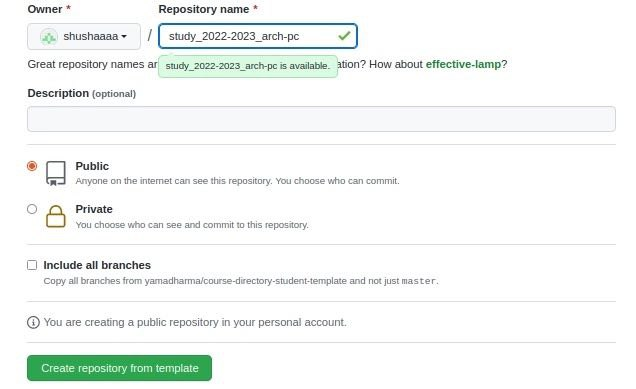 Owner * Repository name *
shushaaaa / study_2022-2023_arch-pc
Great repository names ar study_2022-2023_arch-pc is available. ation? How about effective-lamp?
Description (optional)
Public
Anyone on the internet can see this repository. You choose who can commit.
Private
You choose who can see and commit to this repository.
Include all branches
Copy all branches from yamadharma/course-directory-student-template and not just master.
You are creating a public repository in your personal account.
Create repository from template